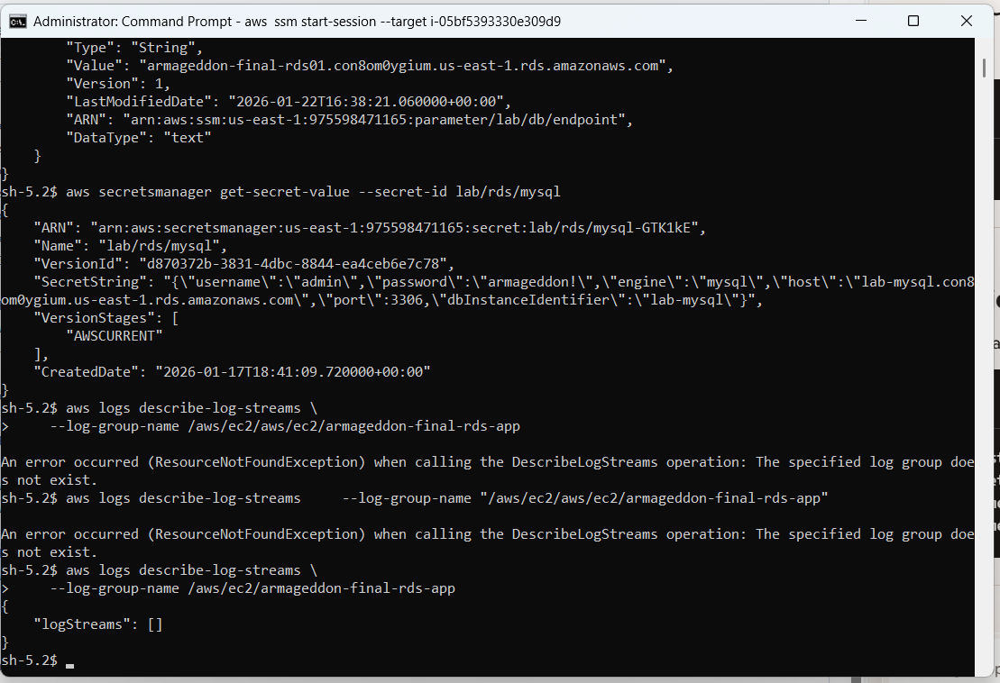 Administrator: Command Prompt - aws  ssm start-session --target i-05bf5393330e309d9
        "Type": "String",
        "Value": "armageddon-final-rds01.con8om0ygium.us-east-1.rds.amazonaws.com",
        "Version": 1,
        "LastModifiedDate": "2026-01-22T16:38:21.060000+00:00",
        "ARN": "arn:aws:ssm:us-east-1:975598471165:parameter/lab/db/endpoint",
        "DataType": "text"
    }
}
sh-5.2$ aws secretsmanager get-secret-value --secret-id lab/rds/mysql
{
    "ARN": "arn:aws:secretsmanager:us-east-1:975598471165:secret:lab/rds/mysql-GTK1kE",
    "Name": "lab/rds/mysql",
    "VersionId": "d870372b-3831-4dbc-8844-ea4ceb6e7c78",
    "SecretString": "{\"username\":\"admin\",\"password\":\"armageddon!\",\"engine\":\"mysql\",\"host\":\"lab-mysql.con8
om0ygium.us-east-1.rds.amazonaws.com\",\"port\":3306,\"dbInstanceIdentifier\":\"lab-mysql\"}",
    "VersionStages": [
        "AWSCURRENT"
    ],
    "CreatedDate": "2026-01-17T18:41:09.720000+00:00"
}
sh-5.2$ aws logs describe-log-streams \
>     --log-group-name /aws/ec2/aws/ec2/armageddon-final-rds-app

An error occurred (ResourceNotFoundException) when calling the DescribeLogStreams operation: The specified log group doe
s not exist.
sh-5.2$ aws logs describe-log-streams     --log-group-name "/aws/ec2/aws/ec2/armageddon-final-rds-app"

An error occurred (ResourceNotFoundException) when calling the DescribeLogStreams operation: The specified log group doe
s not exist.
sh-5.2$ aws logs describe-log-streams \
>     --log-group-name /aws/ec2/armageddon-final-rds-app
{
    "logStreams": []
}
sh-5.2$